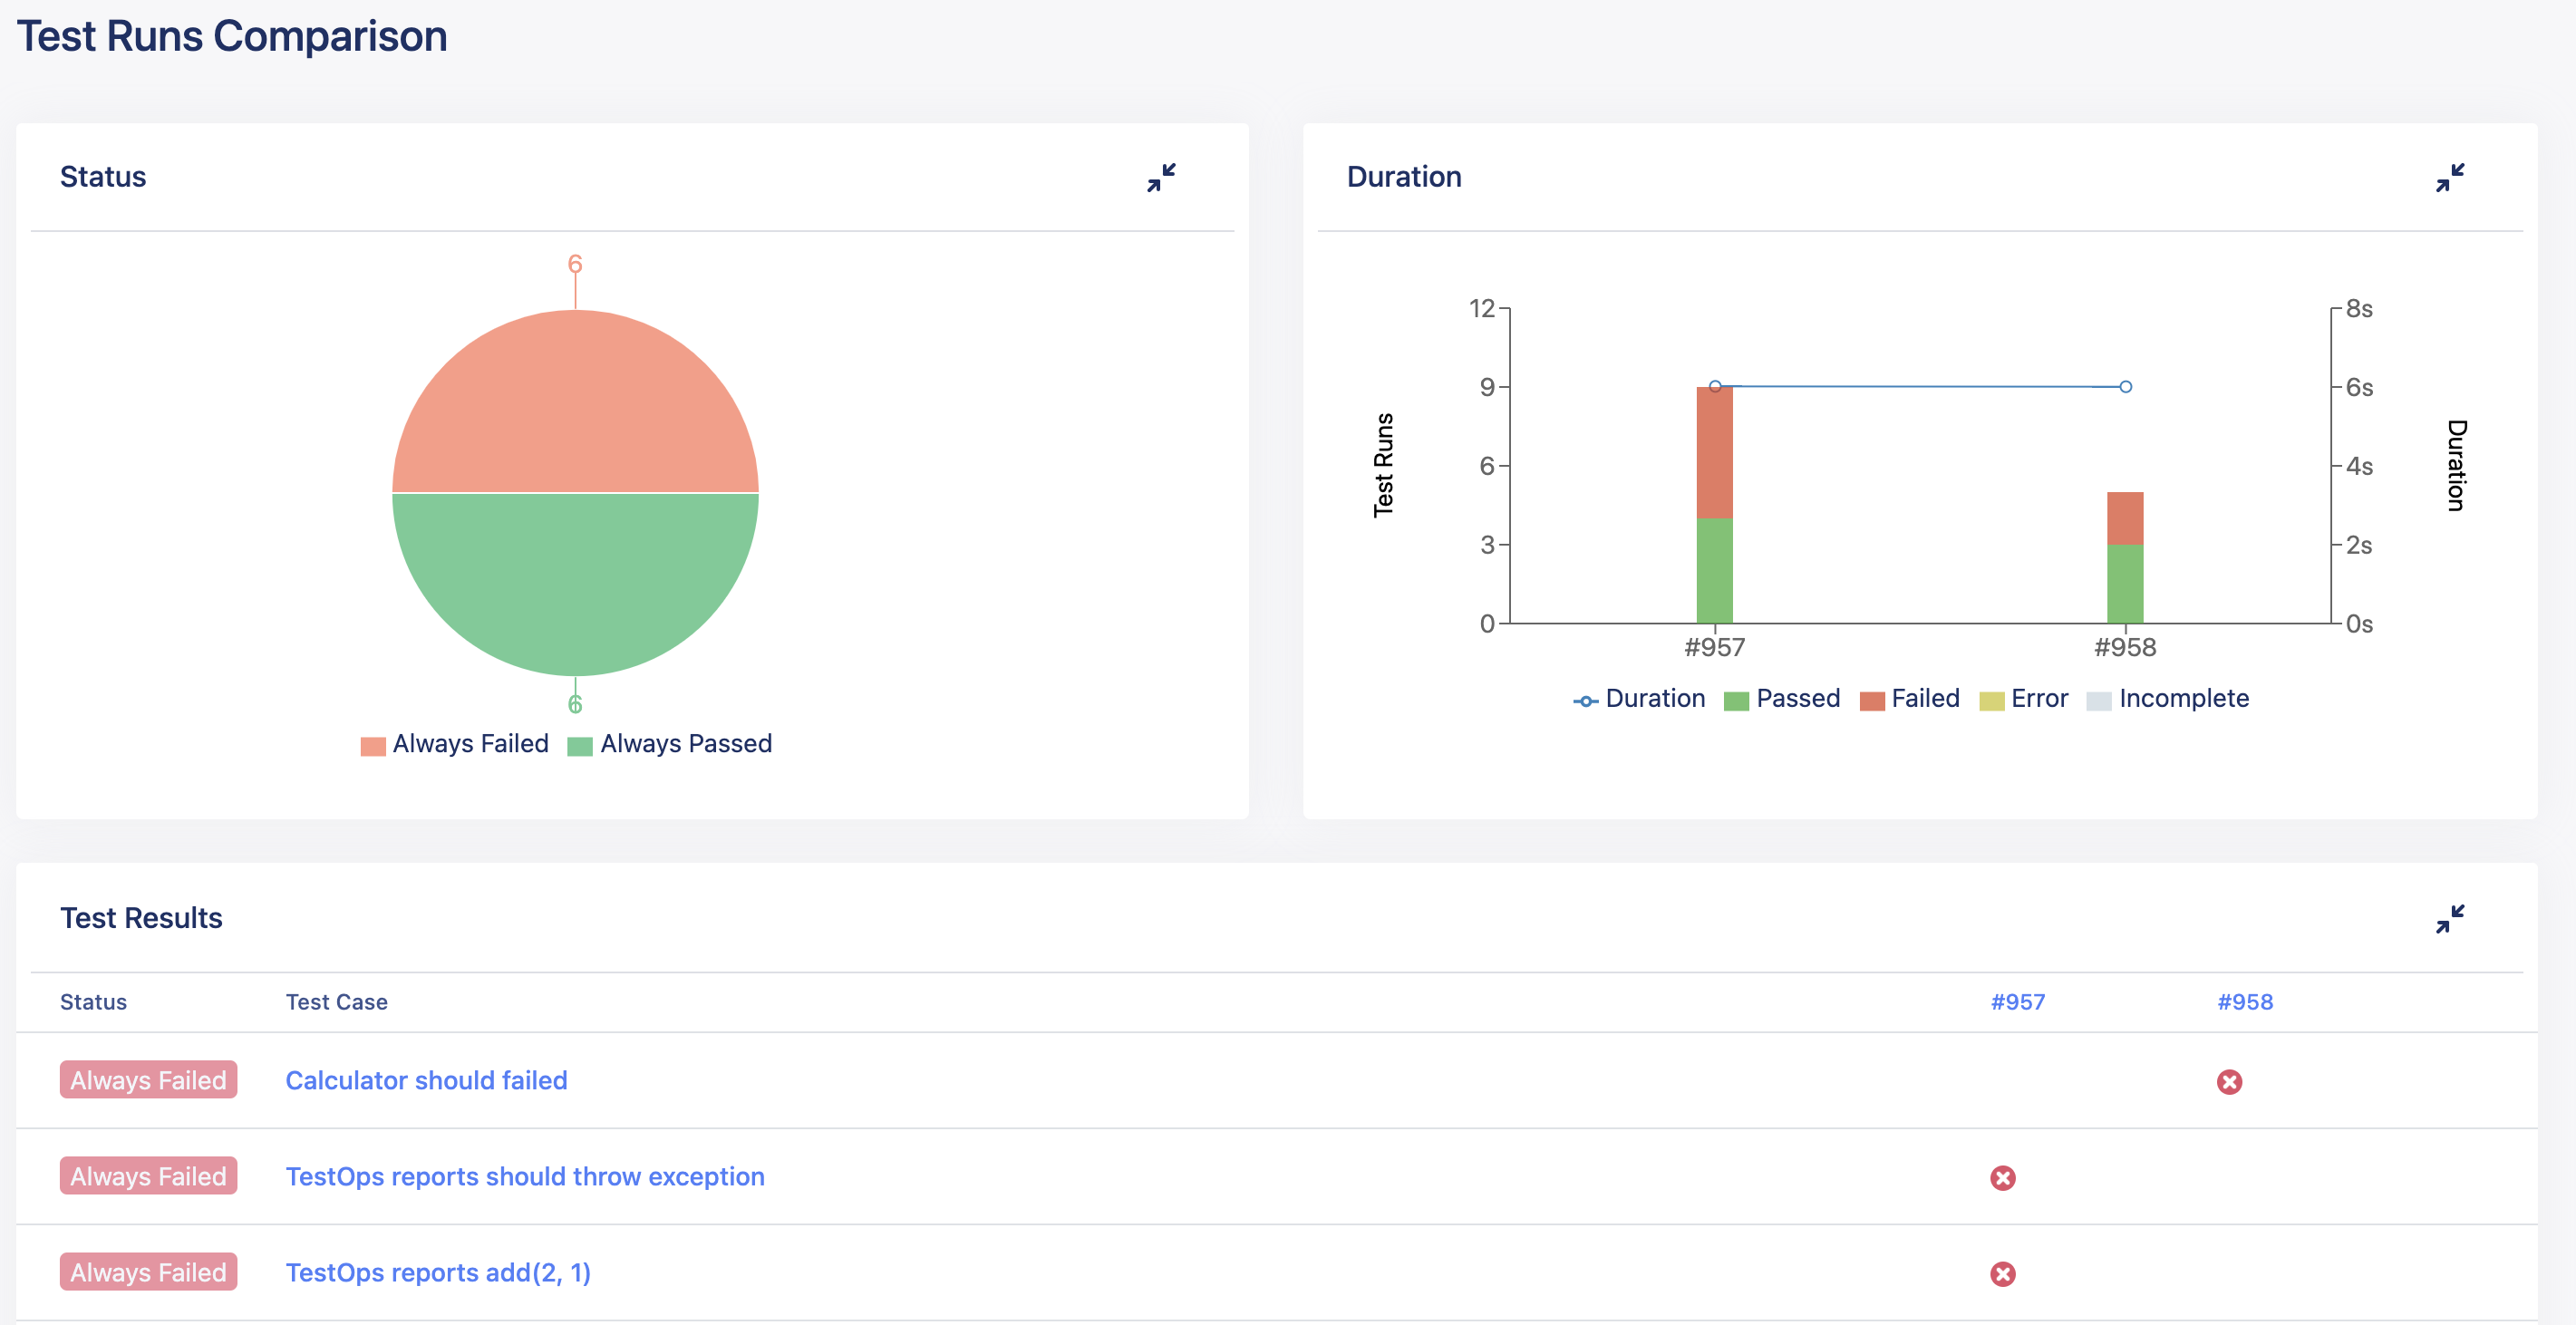 Test Runs Comparison
Status
6
6
Always Failed Always Passed
Duration
12
9
6
3
0
Test Runs
8s
6s
4s
2s
0s
Duration
#957 #958
Duration Passed Failed Error Incomplete
Test Results
Status Test Case #957 #958
Always Failed Calculator should failed
Always Failed TestOps reports should throw exception
Always Failed TestOps reports add(2, 1)